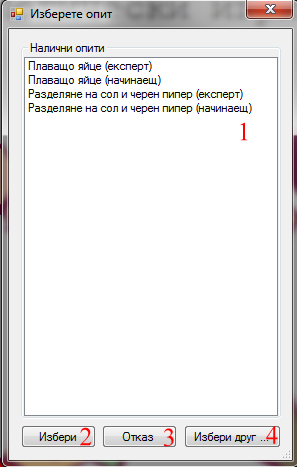 Изберете опит
Налични опити
Плаващо яйце (експерт)
Плаващо яйце (начинаещ)
Разделяне на сол и черен пипер (експерт)
Разделяне на сол и черен пипер (начинаещ)
1
Избери 2
Отказ 3
Избери друг ... 4